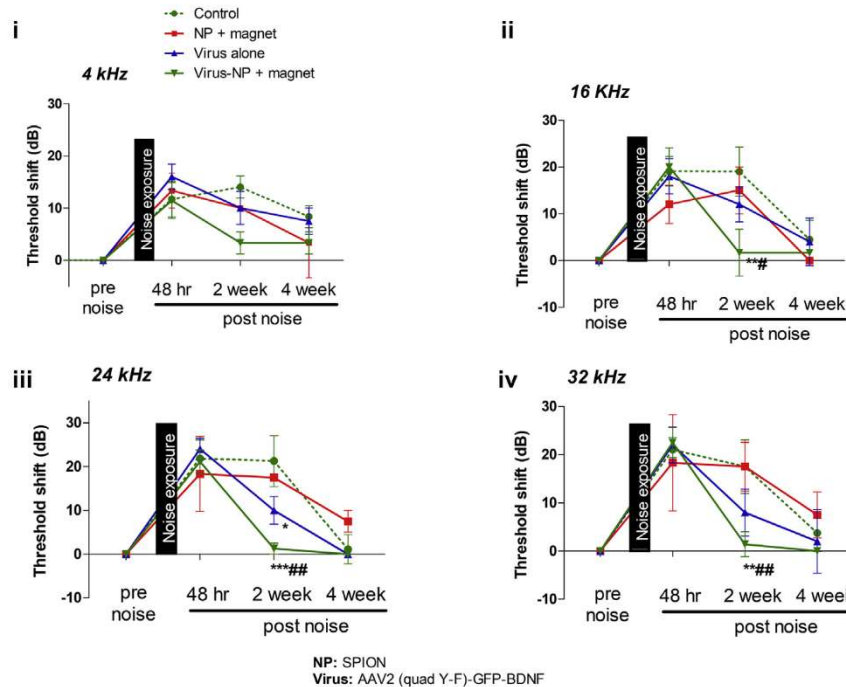 Control
NP + magnet
Virus alone
Virus-NP + magnet
i
4 kHz
Threshold shift (dB)
30
20
10
0
Noise exposure
pre noise
48 hr
2 week
4 week
post noise
ii
16 KHz
Threshold shift (dB)
30
20
10
0
-10
Noise exposure
**#
pre noise
48 hr
2 week
4 week
post noise
iii
24 kHz
Threshold shift (dB)
30
20
10
0
-10
Noise exposure
*
***##
pre noise
48 hr
2 week
4 week
post noise
iv
32 kHz
Threshold shift (dB)
30
20
10
0
-10
Noise exposure
**##
pre noise
48 hr
2 week
4 week
post noise
NP: SPION
Virus: AAV2 (quad Y-F)-GFP-BDNF